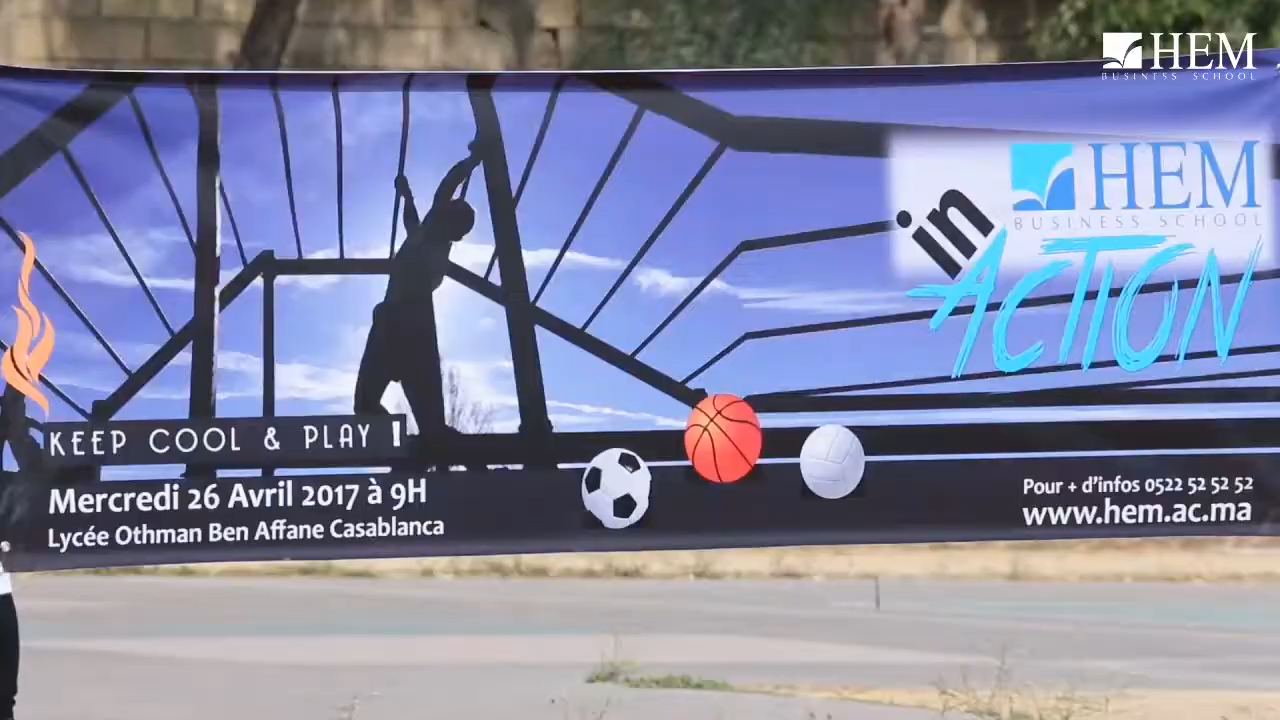 HEM
BUSINESS SCHOOL
in
HEM
BUSINESS SCHOOL
ACTION
KEEP COOL & PLAY !
Mercredi 26 Avril 2017 à 9H
Lycée Othman Ben Affane Casablanca
Pour + d'infos 0522 52 52 52
www.hem.ac.ma